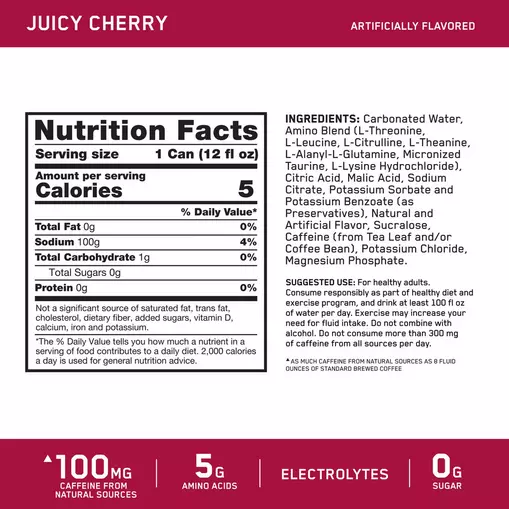 JUICY CHERRY
ARTIFICIALLY FLAVORED
Nutrition Facts
Serving size 1 Can (12 fl oz)
Amount per serving
Calories 5
% Daily Value*
Total Fat 0g 0%
Sodium 100g 4%
Total Carbohydrate 1g 0%
Total Sugars 0g
Protein 0g 0%
Not a significant source of saturated fat, trans fat,
cholesterol, dietary fiber, added sugars, vitamin D,
calcium, iron and potassium.
*The % Daily Value tells you how much a nutrient in a
serving of food contributes to a daily diet. 2,000 calories
a day is used for general nutrition advice.
INGREDIENTS: Carbonated Water,
Amino Blend (L-Threonine,
L-Leucine, L-Citrulline, L-Theanine,
L-Alanyl-L-Glutamine, Micronized
Taurine, L-Lysine Hydrochloride),
Citric Acid, Malic Acid, Sodium
Citrate, Potassium Sorbate and
Potassium Benzoate (as
Preservatives), Natural and
Artificial Flavor, Sucralose,
Caffeine (from Tea Leaf and/or
Coffee Bean), Potassium Chloride,
Magnesium Phosphate.
SUGGESTED USE: For healthy adults.
Consume responsibly as part of healthy diet and
exercise program, and drink at least 100 fl oz
of water per day. Exercise may increase your
need for fluid intake. Do not combine with
alcohol. Do not consume more than 300 mg
of caffeine from all sources per day.
▲AS MUCH CAFFEINE FROM NATURAL SOURCES AS 8 FLUID
OUNCES OF STANDARD BREWED COFFEE
▲100MG
CAFFEINE FROM
NATURAL SOURCES
5G
AMINO ACIDS
ELECTROLYTES
0G
SUGAR